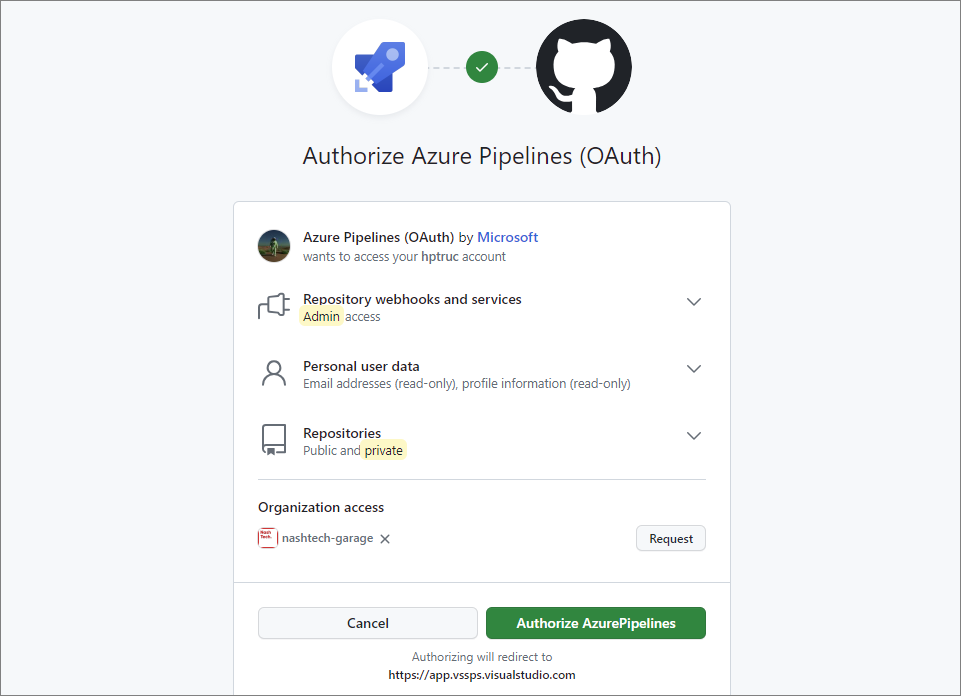 Authorize Azure Pipelines (OAuth)
Azure Pipelines (OAuth) by Microsoft
wants to access your hptruc account
Repository webhooks and services
Admin access
Personal user data
Email addresses (read-only), profile information (read-only)
Repositories
Public and private
Organization access
Nash
Tech.
nashtech-garage
Request
Cancel
Authorize AzurePipelines
Authorizing will redirect to
https://app.vssps.visualstudio.com